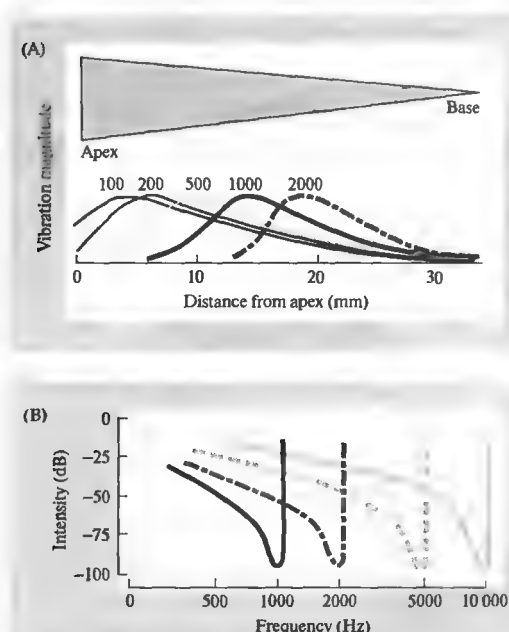 (A)
Base
Apex
Vibration magnitude
100 200 500 1000 2000
0 10 20 30
Distance from apex (mm)
(B)
0
−25
−50
−75
−100
Intensity (dB)
0 500 1000 2000 5000 10 000
Frequency (Hz)